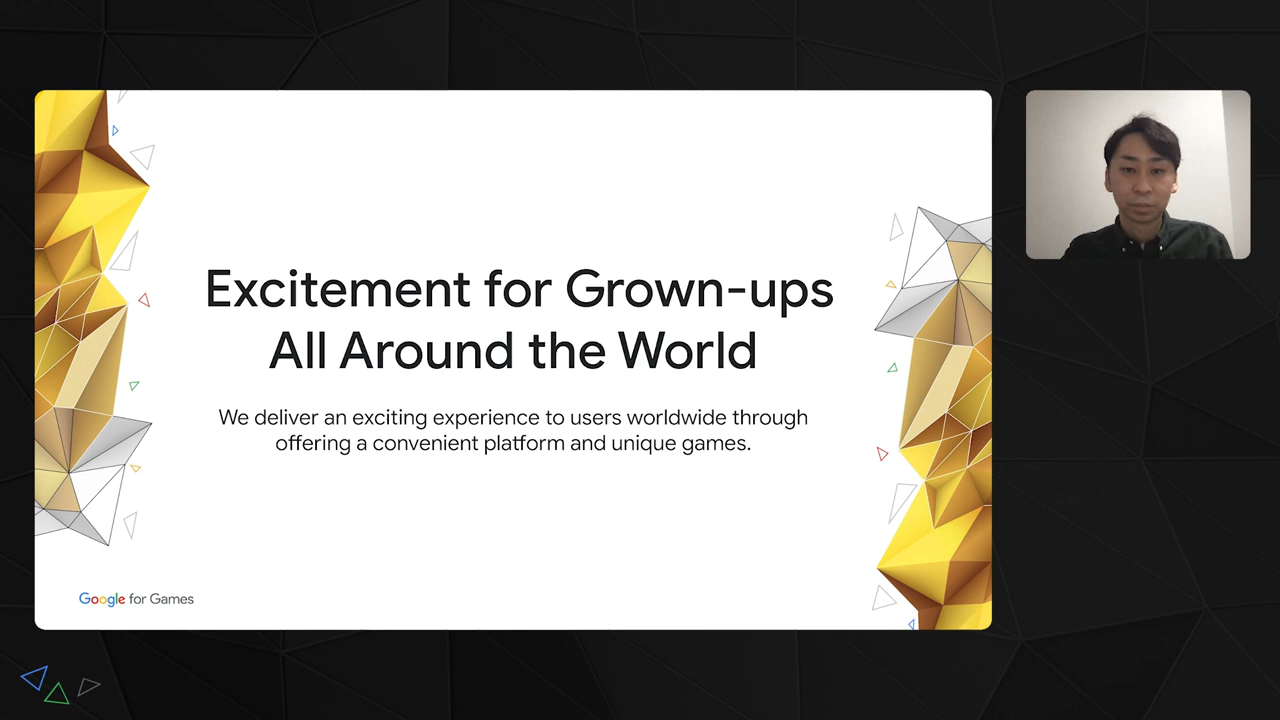 Excitement for Grown-ups
All Around the World
We deliver an exciting experience to users worldwide through
offering a convenient platform and unique games.
Google for Games